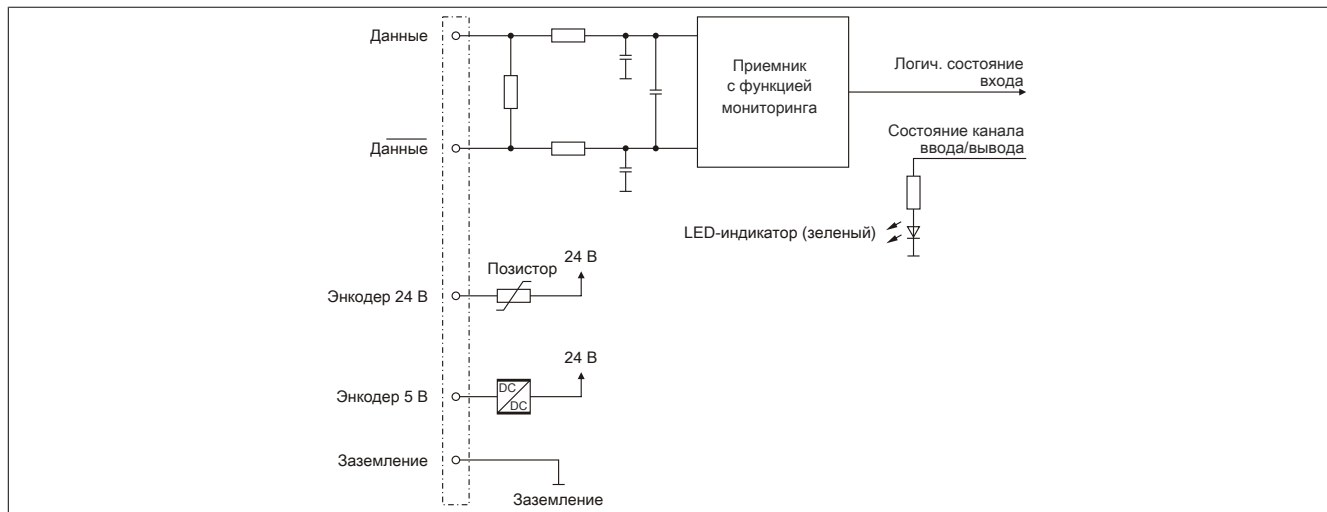 Данные
Приемник
с функцией
мониторинга
Логич. состояние
входа
Данные
Состояние канала
ввода/вывода
LED-индикатор (зеленый)
24 В
Позистор
Энкодер 24 В
24 В
DC
DC
Энкодер 5 В
Заземление
Заземление